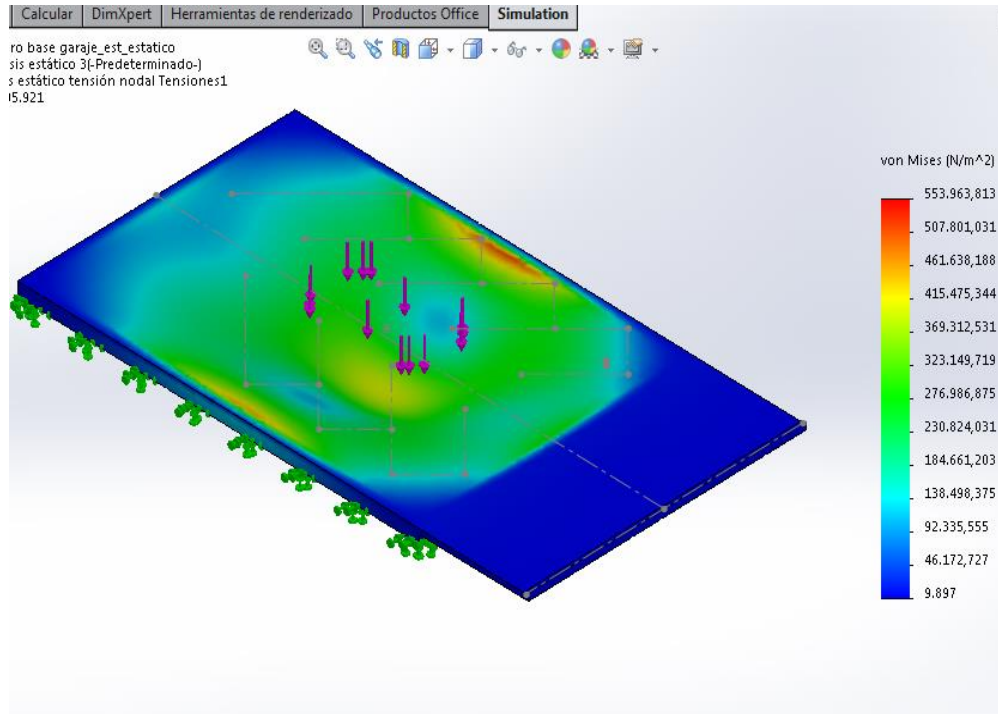 Calcular DimXpert Herramientas de renderizado Productos Office Simulation
ro base garaje_est_estatico
sis estático 3(-Predeterminado-)
s estático tensión nodal Tensiones1
5.921
von Mises (N/m^2)
553.963,813
507.801,031
461.638,188
415.475,344
369.312,531
323.149,719
276.986,875
230.824,031
184.661,203
138.498,375
92.335,555
46.172,727
9.897